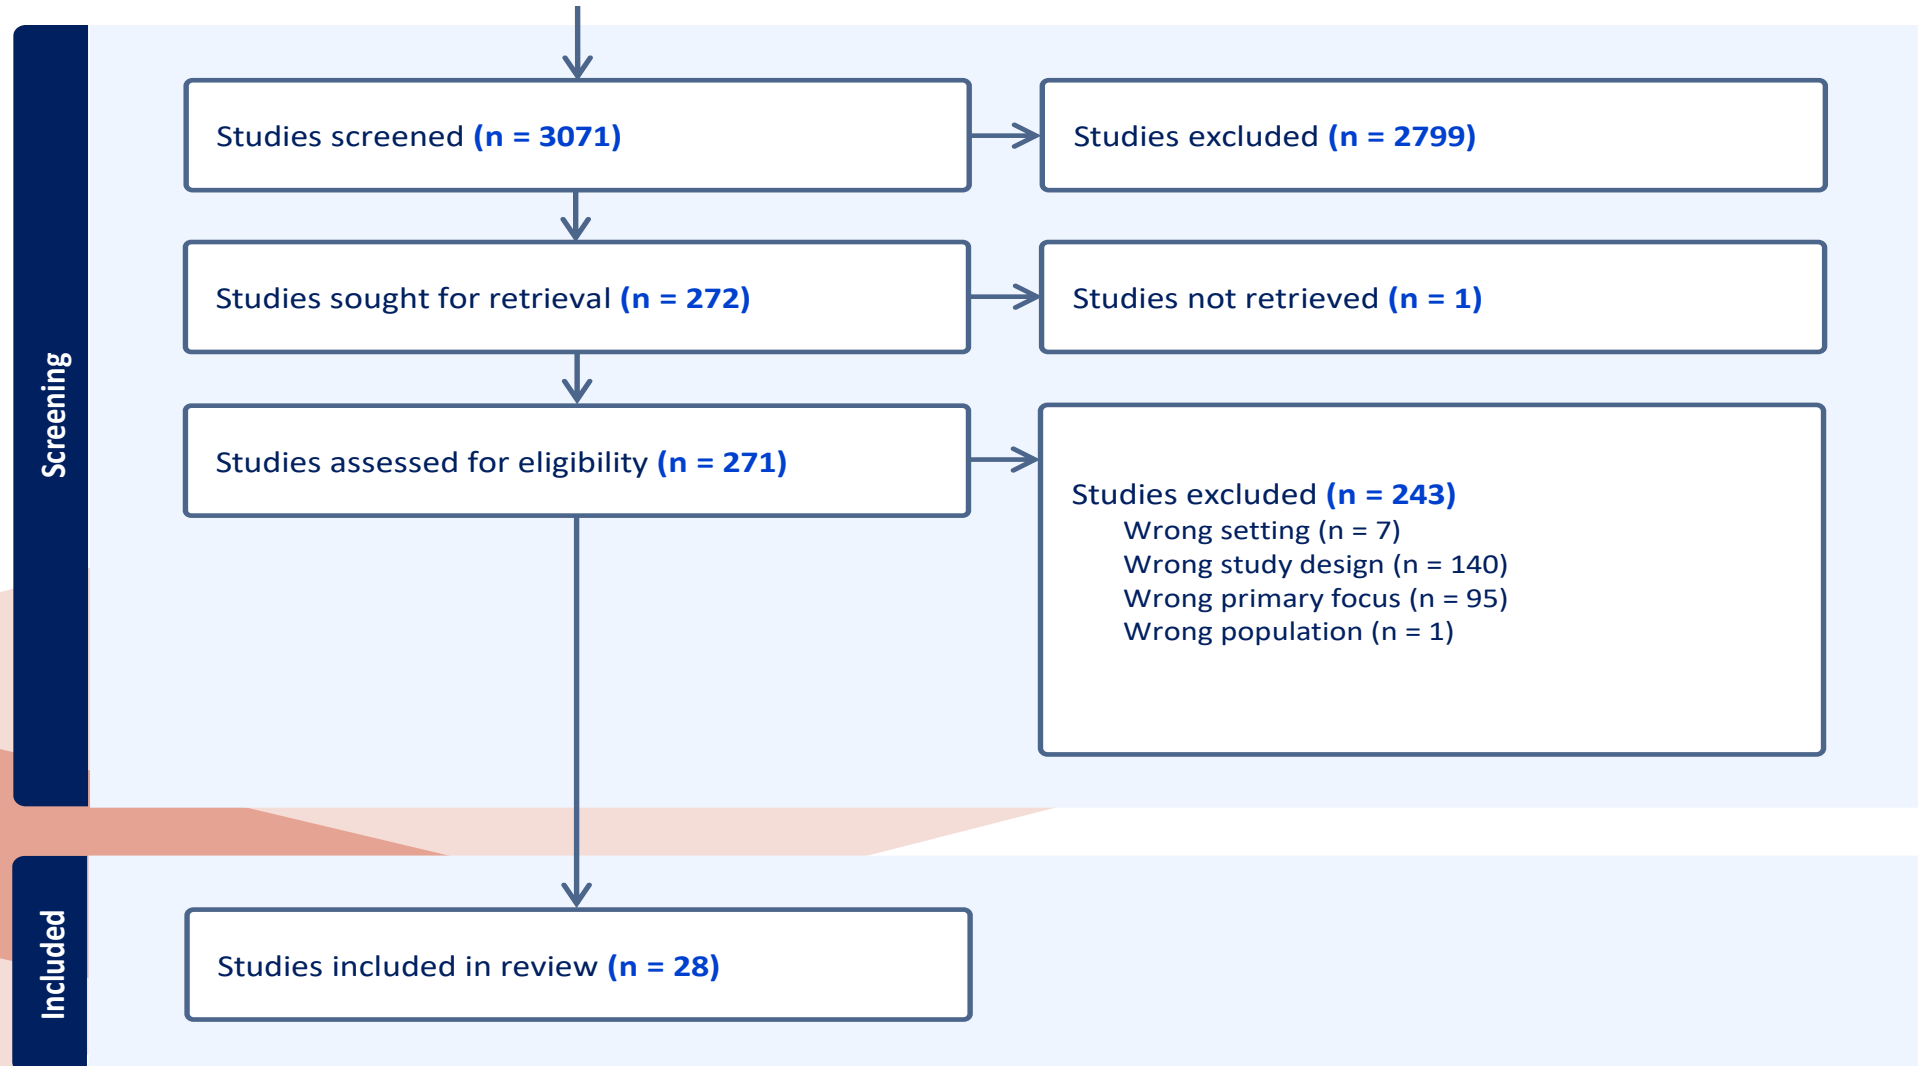 Screening
Studies screened (n = 3071)
Studies excluded (n = 2799)
Studies sought for retrieval (n = 272)
Studies not retrieved (n = 1)
Studies assessed for eligibility (n = 271)
Studies excluded (n = 243)
Wrong setting (n = 7)
Wrong study design (n = 140)
Wrong primary focus (n = 95)
Wrong population (n = 1)
Included
Studies included in review (n = 28)